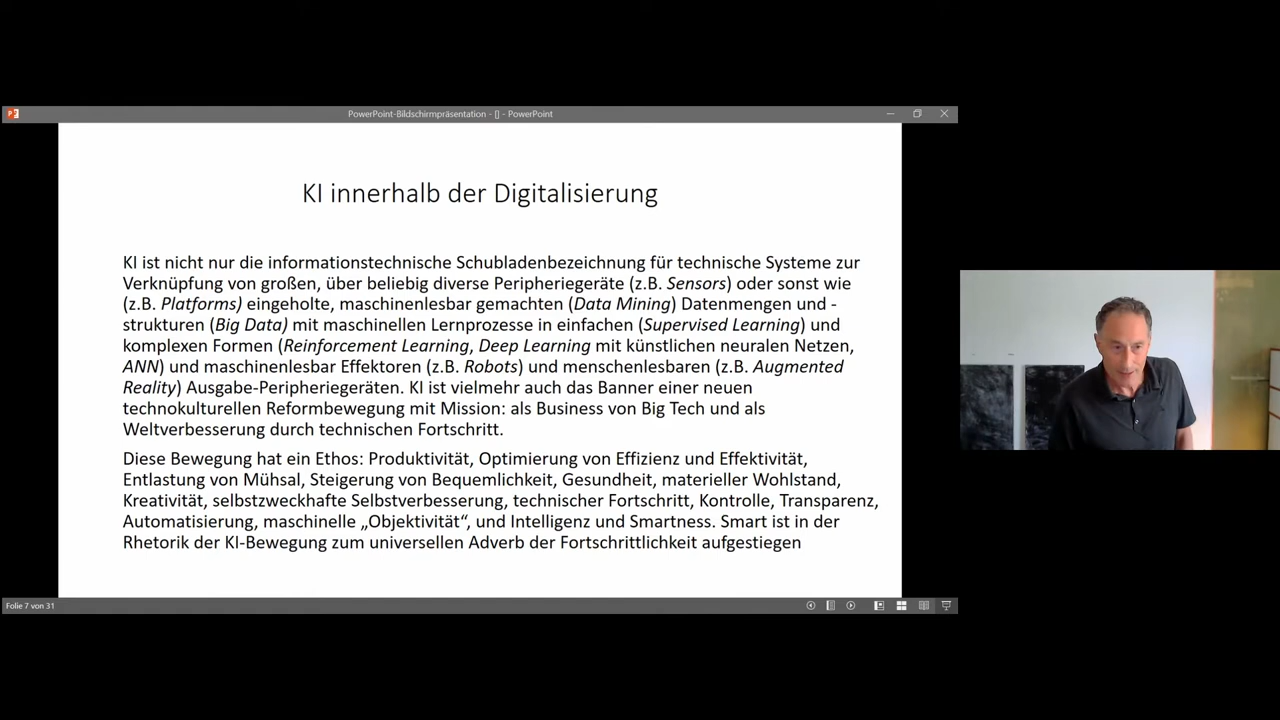 PowerPoint-Bildschirmpräsentation - [] - PowerPoint
KI innerhalb der Digitalisierung
KI ist nicht nur die informationstechnische Schubladenbezeichnung für technische Systeme zur
Verknüpfung von großen, über beliebig diverse Peripheriegeräte (z.B. Sensors) oder sonst wie
(z.B. Platforms) eingeholte, maschinenlesbar gemachten (Data Mining) Datenmengen und -
strukturen (Big Data) mit maschinellen Lernprozesse in einfachen (Supervised Learning) und
komplexen Formen (Reinforcement Learning, Deep Learning mit künstlichen neuralen Netzen,
ANN) und maschinenlesbar Effektoren (z.B. Robots) und menschenlesbaren (z.B. Augmented
Reality) Ausgabe-Peripheriegeräten. KI ist vielmehr auch das Banner einer neuen
technokulturellen Reformbewegung mit Mission: als Business von Big Tech und als
Weltverbesserung durch technischen Fortschritt.
Diese Bewegung hat ein Ethos: Produktivität, Optimierung von Effizienz und Effektivität,
Entlastung von Mühsal, Steigerung von Bequemlichkeit, Gesundheit, materieller Wohlstand,
Kreativität, selbstzweckhafte Selbstverbesserung, technischer Fortschritt, Kontrolle, Transparenz,
Automatisierung, maschinelle „Objektivität“, und Intelligenz und Smartness. Smart ist in der
Rhetorik der KI-Bewegung zum universellen Adverb der Fortschrittlichkeit aufgestiegen
Folie 7 von 31